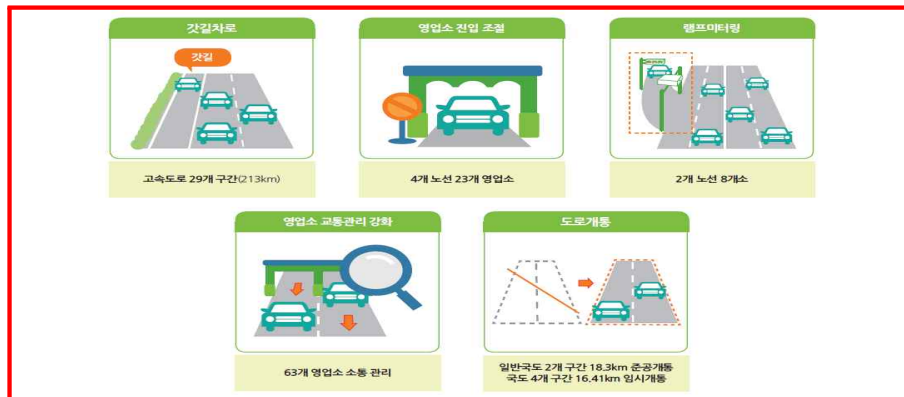 갓길차로
갓길
고속도로 29개 구간(213km)
영업소 진입 조절
4개 노선 23개 영업소
램프미터링
2개 노선 8개소
영업소 교통관리 강화
63개 영업소 소통 관리
도로개통
일반국도 2개 구간 18.3km 준공개통
국도 4개 구간 16.41km 임시개통